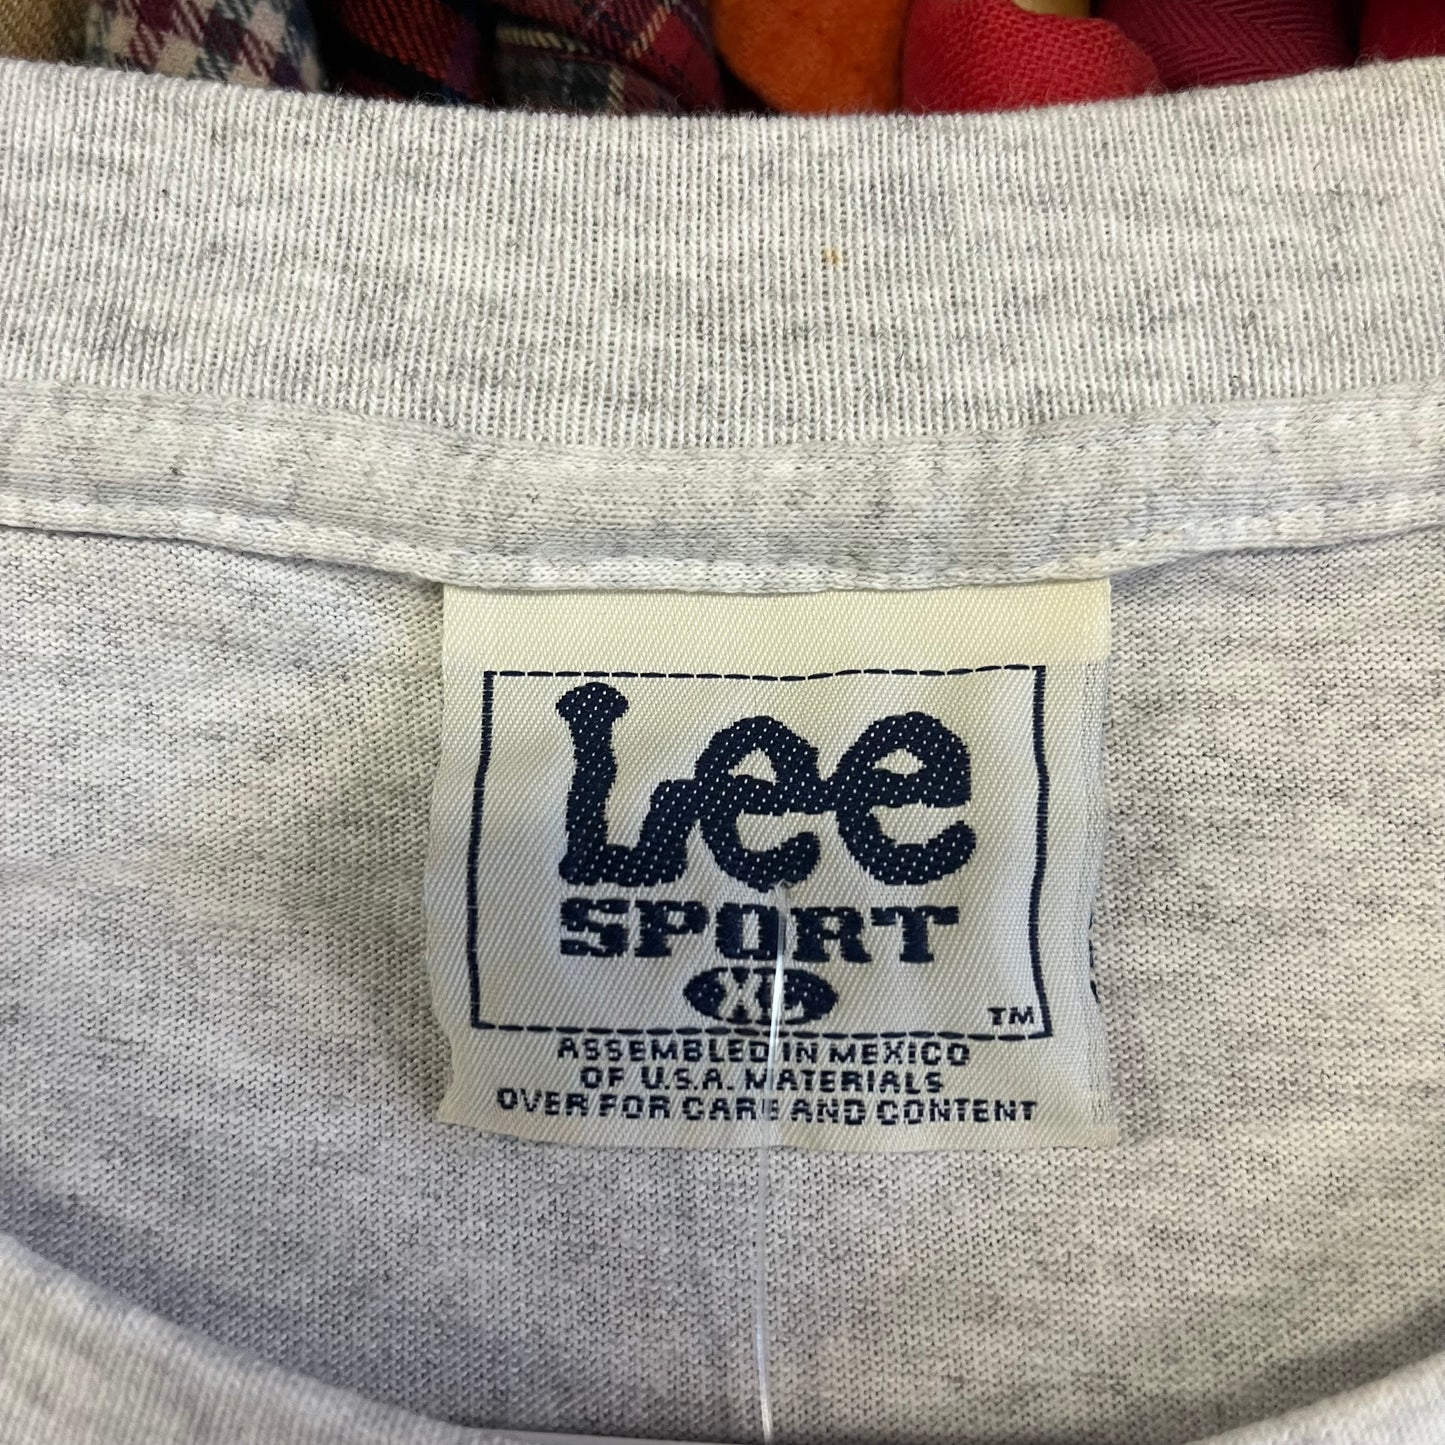 Lee
SPORT
XL
TM
ASSEMBLED IN MEXICO
OF U.S.A. MATERIALS
OVER FOR CARE AND CONTENT